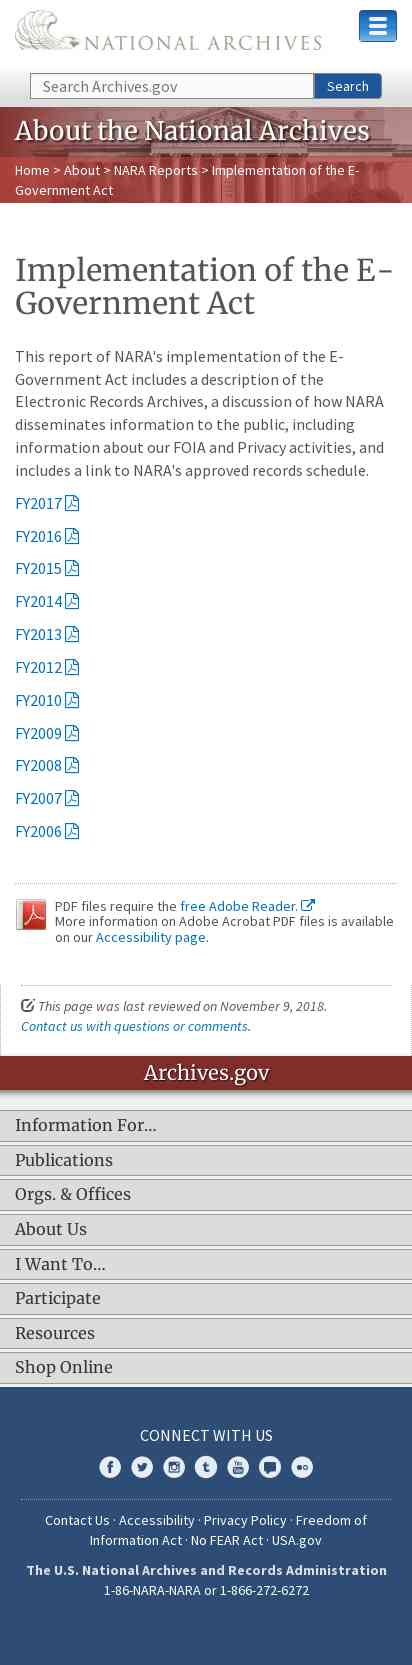 NATIONAL ARCHIVES
Search Archives.gov
Search
About the National Archives
Home > About > NARA Reports > Implementation of the E-
Government Act
Implementation of the E-
Government Act
This report of NARA's implementation of the E-
Government Act includes a description of the
Electronic Records Archives, a discussion of how NARA
disseminates information to the public, including
information about our FOIA and Privacy activities, and
includes a link to NARA's approved records schedule.
FY2017
FY2016
FY2015
FY2014
FY2013
FY2012
FY2010
FY2009
FY2008
FY2007
FY2006
PDF files require the free Adobe Reader.
More information on Adobe Acrobat PDF files is available
on our Accessibility page.
This page was last reviewed on November 9, 2018.
Contact us with questions or comments.
Archives.gov
Information For…
Publications
Orgs. & Offices
About Us
I Want To…
Participate
Resources
Shop Online
CONNECT WITH US
Contact Us · Accessibility · Privacy Policy · Freedom of
Information Act · No FEAR Act · USA.gov
The U.S. National Archives and Records Administration
1-86-NARA-NARA or 1-866-272-6272